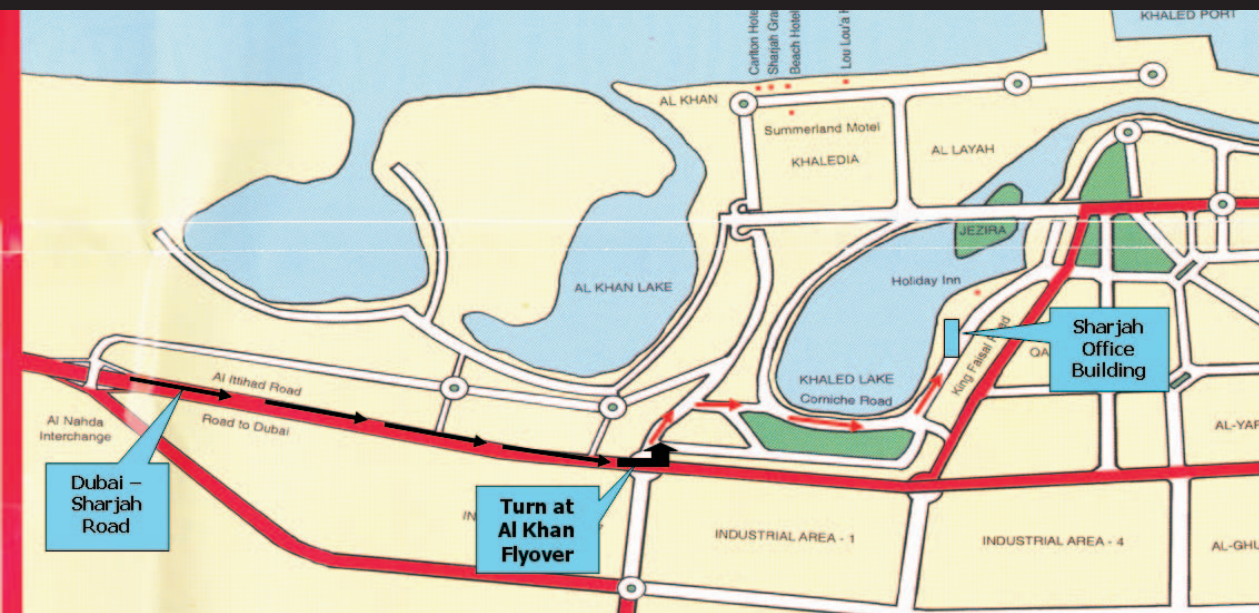 KHALED PORT
Carlton Hote
Sharjah Gra
Beach Hotel
Lou Lou'a H
AL KHAN
Summerland Motel
KHALEDIA
AL LAYAH
JEZIRA
AL KHAN LAKE
Holiday Inn
Sharjah
Office
Building
King Faisal
QA
KHALED LAKE
Corniche Road
Al Ittihad Road
Road to Dubai
Al Nahda
Interchange
Dubai –
Sharjah
Road
Turn at
Al Khan
Flyover
IN
INDUSTRIAL AREA - 1
INDUSTRIAL AREA - 4
AL-YAR
AL-GHU